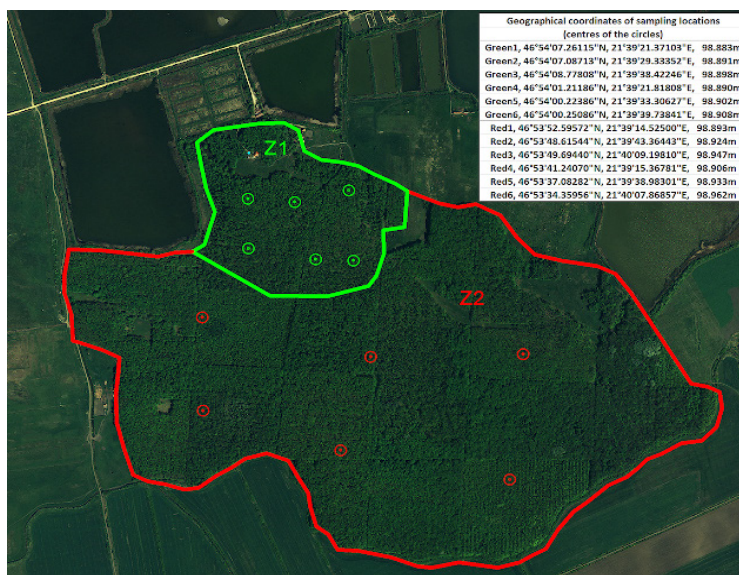 Geographical coordinates of sampling locations
(centres of the circles)
Green1, 46°54'07.26115"N, 21°39'21.37103"E, 98.883m
Green2, 46°54'07.08713"N, 21°39'29.33352"E, 98.891m
Green3, 46°54'08.77808"N, 21°39'38.42246"E, 98.898m
Green4, 46°54'01.21186"N, 21°39'21.81808"E, 98.890m
Green5, 46°54'00.22386"N, 21°39'33.30627"E, 98.902m
Green6, 46°54'00.25086"N, 21°39'39.73841"E, 98.908m
Red1, 46°53'52.59572"N, 21°39'14.52500"E, 98.893m
Red2, 46°53'48.61544"N, 21°39'43.36443"E, 98.924m
Red3, 46°53'49.69440"N, 21°40'09.19810"E, 98.947m
Red4, 46°53'41.24070"N, 21°39'15.36781"E, 98.906m
Red5, 46°53'37.08282"N, 21°39'38.98301"E, 98.933m
Red6, 46°53'34.35956"N, 21°40'07.86857"E, 98.962m
Z1
Z2